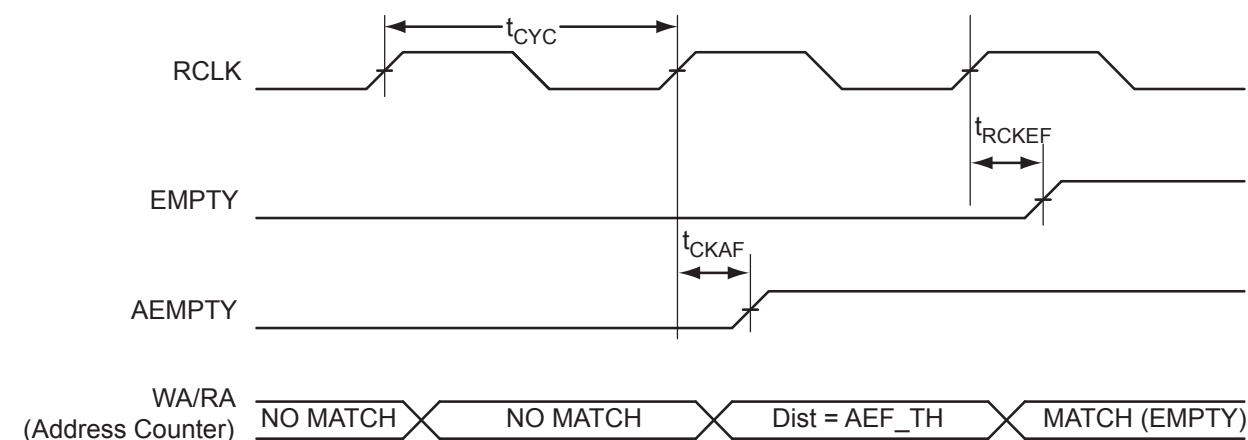 tCYC
RCLK
tRCKEF
EMPTY
tCKAF
AEMPTY
WA/RA
(Address Counter)
NO MATCH
NO MATCH
Dist = AEF_TH
MATCH (EMPTY)